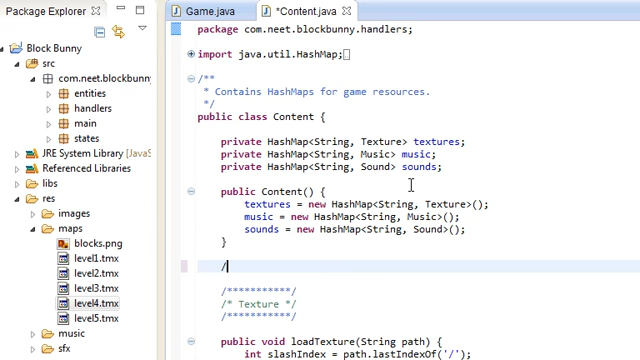 Package Explorer
Block Bunny
src
com.neet.blockbunny
entities
handlers
main
states
JRE System Library [JavaS
Referenced Libraries
libs
res
images
maps
blocks.png
level1.tmx
level2.tmx
level3.tmx
level4.tmx
level5.tmx
music
sfx
Game.java
*Content.java
package com.neet.blockbunny.handlers;
import java.util.HashMap;
/**
* Contains HashMaps for game resources.
*/
public class Content {
private HashMap<String, Texture> textures;
private HashMap<String, Music> music;
private HashMap<String, Sound> sounds;
public Content() {
textures = new HashMap<String, Texture>();
music = new HashMap<String, Music>();
sounds = new HashMap<String, Sound>();
}
/
/***********/
/* Texture */
/***********/
public void loadTexture(String path) {
int slashIndex = path.lastIndexOf('/');